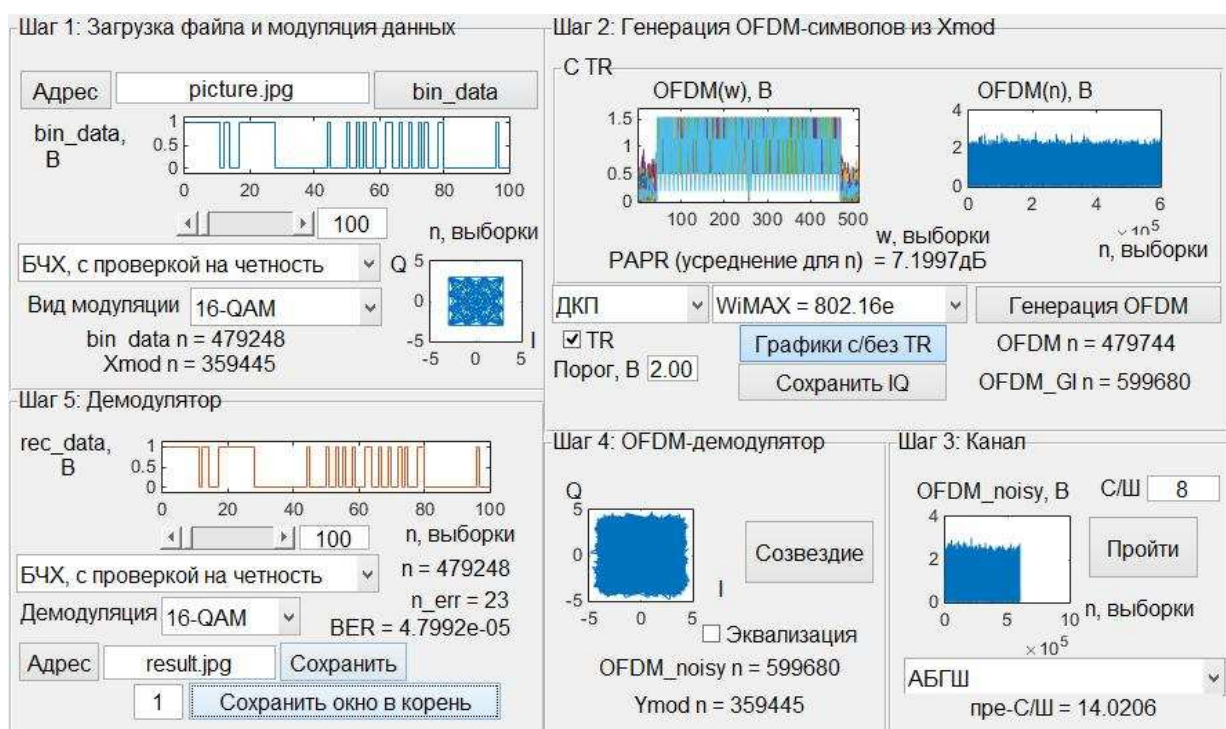 Шаг 1: Загрузка файла и модуляция данных
Адрес picture.jpg bin_data
bin_data, В
1
0.5
0
0 20 40 60 80 100
100
n, выборки
БЧХ, с проверкой на четность
Вид модуляции 16-QAM
bin_data n = 479248
Xmod n = 359445
Q
5
0
-5
-5 0 5
I
Шаг 2: Генерация OFDM-символов из Xmod
С TR
OFDM(w), В
1.5
1
0.5
0
100 200 300 400 500
w, выборки
OFDM(n), В
4
2
0
0 2 4 6
×10^5
n, выборки
PAPR (усреднение для n) = 7.1997дБ
ДКП WiMAX = 802.16e Генерация OFDM
TR Графики с/без TR OFDM n = 479744
Порог, В 2.00 Сохранить IQ OFDM_GI n = 599680
Шаг 5: Демодулятор
rec_data, В
1
0.5
0
0 20 40 60 80 100
100
n, выборки
БЧХ, с проверкой на четность
n = 479248
n_err = 23
Демодуляция 16-QAM
BER = 4.7992e-05
Адрес result.jpg Сохранить
1 Сохранить окно в корень
Шаг 4: OFDM-демодулятор
Q
5
0
-5
-5 0 5
I
Созвездие
Эквализация
OFDM_noisy n = 599680
Ymod n = 359445
Шаг 3: Канал
OFDM_noisy, В
С/Ш 8
4
2
0
0 5 10
×10^5
n, выборки
Пройти
АБГШ
пре-С/Ш = 14.0206